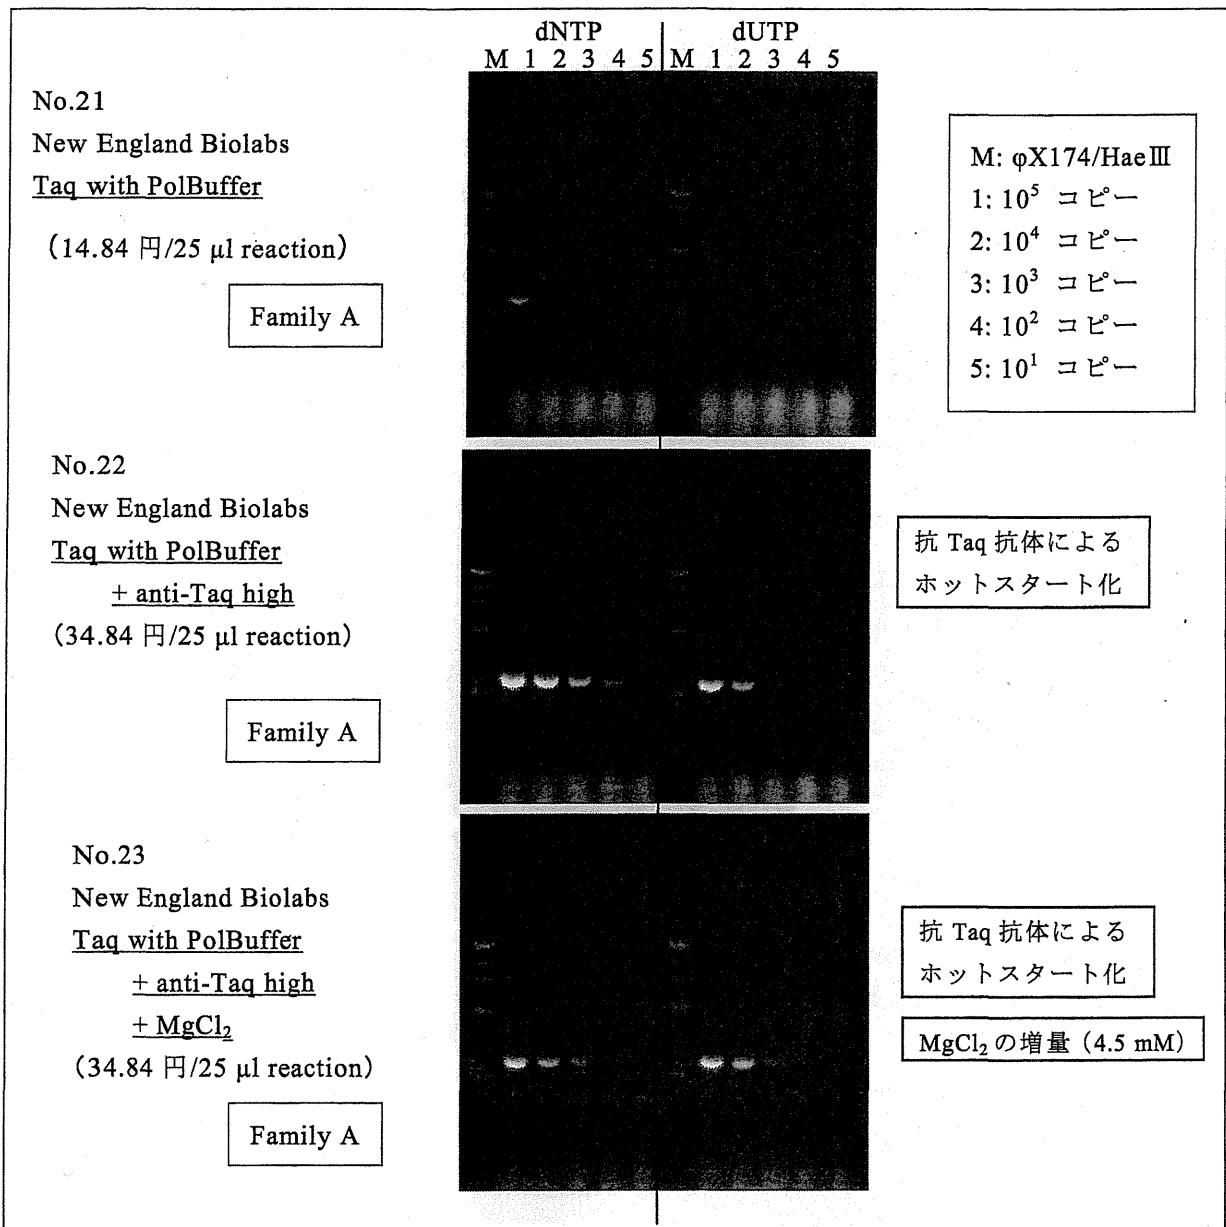 dNTP dUTP
M 1 2 3 4 5 M 1 2 3 4 5
No.21
New England Biolabs
Taq with PolBuffer
（14.84 円/25 μl reaction）
Family A
M: φX174/HaeⅢ
1: 10⁵ コピー
2: 10⁴ コピー
3: 10³ コピー
4: 10² コピー
5: 10¹ コピー
No.22
New England Biolabs
Taq with PolBuffer
+ anti-Taq high
（34.84 円/25 μl reaction）
Family A
抗 Taq 抗体による
ホットスタート化
No.23
New England Biolabs
Taq with PolBuffer
+ anti-Taq high
+ MgCl₂
（34.84 円/25 μl reaction）
Family A
抗 Taq 抗体による
ホットスタート化
MgCl₂ の増量（4.5 mM）